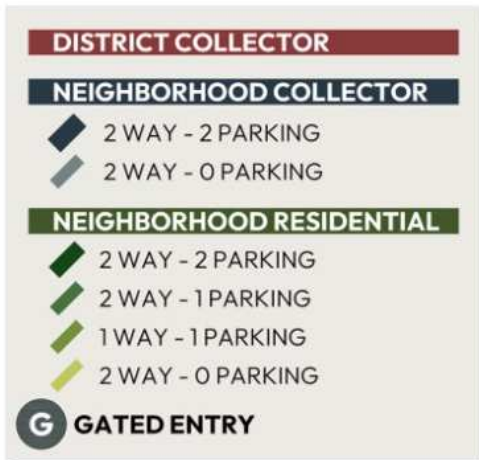 DISTRICT COLLECTOR
NEIGHBORHOOD COLLECTOR
2 WAY - 2 PARKING
2 WAY - 0 PARKING
NEIGHBORHOOD RESIDENTIAL
2 WAY - 2 PARKING
2 WAY - 1 PARKING
1 WAY - 1 PARKING
2 WAY - 0 PARKING
G GATED ENTRY